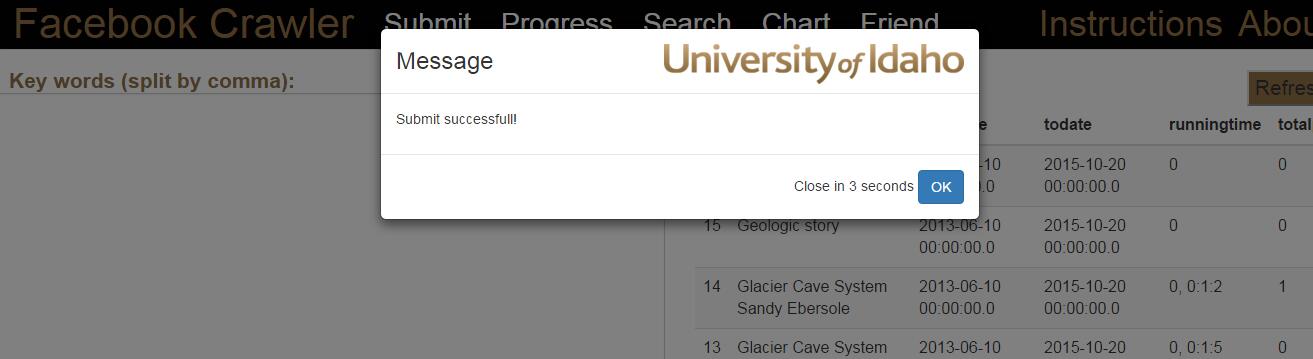 Facebook Crawler Submit Progress Search Chart Friend Instructions Abou
Message University of Idaho
Key words (split by comma):
Submit successfull!
Close in 3 seconds OK
Refres
e todate runningtime total
-10 2015-10-20 0 0
.0 00:00:00.0
15 Geologic story 2013-06-10 2015-10-20 0 0
00:00:00.0 00:00:00.0
14 Glacier Cave System 2013-06-10 2015-10-20 0, 0:1:2 1
Sandy Ebersole 00:00:00.0 00:00:00.0
13 Glacier Cave System 2013-06-10 2015-10-20 0, 0:1:5 0